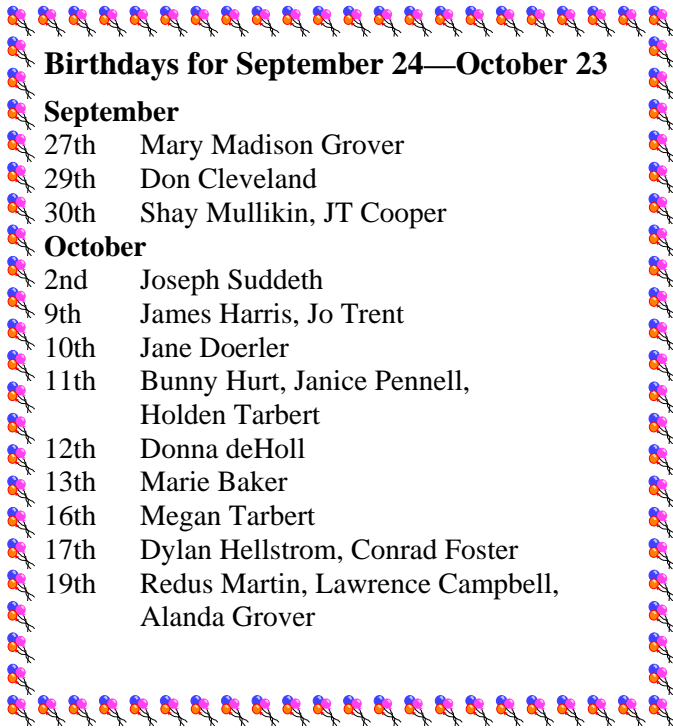 Birthdays for September 24—October 23
September
27th Mary Madison Grover
29th Don Cleveland
30th Shay Mullikin, JT Cooper
October
2nd Joseph Suddeth
9th James Harris, Jo Trent
10th Jane Doerler
11th Bunny Hurt, Janice Pennell,
Holden Tarbert
12th Donna deHoll
13th Marie Baker
16th Megan Tarbert
17th Dylan Hellstrom, Conrad Foster
19th Redus Martin, Lawrence Campbell,
Alanda Grover